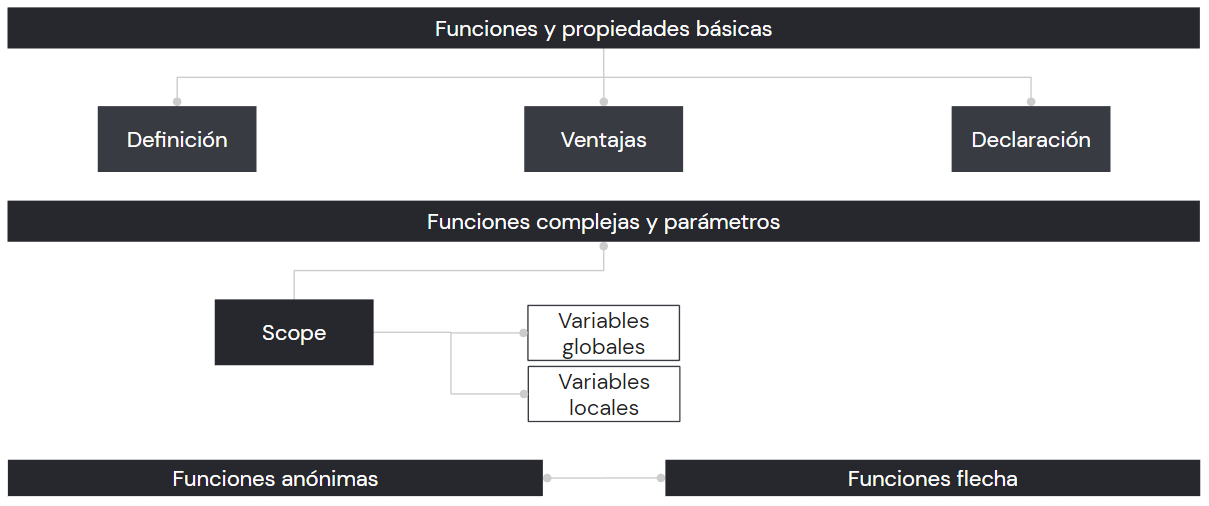 Funciones y propiedades básicas
Definición
Ventajas
Declaración
Funciones complejas y parámetros
Scope
Variables
globales
Variables
locales
Funciones anónimas
Funciones flecha